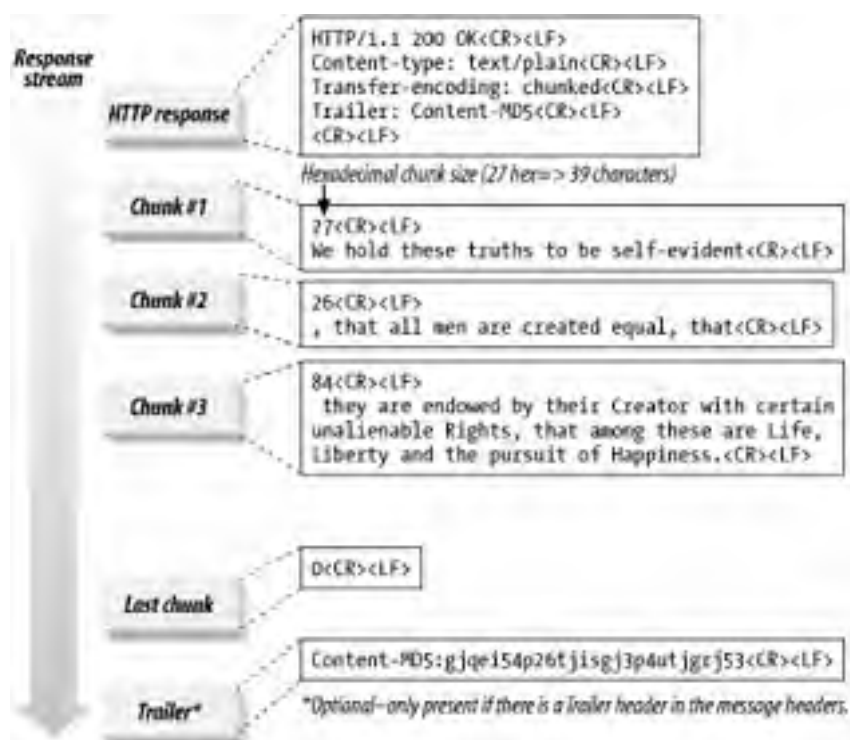 Response
stream
HTTP response
HTTP/1.1 200 OK<CR><LF>
Content-type: text/plain<CR><LF>
Transfer-encoding: chunked<CR><LF>
Trailer: Content-MD5<CR><LF>
<CR><LF>
Hexadecimal chunk size (27 hex=> 39 characters)
Chunk #1
27<CR><LF>
We hold these truths to be self-evident<CR><LF>
Chunk #2
26<CR><LF>
, that all men are created equal, that<CR><LF>
Chunk #3
84<CR><LF>
they are endowed by their Creator with certain
unalienable Rights, that among these are Life,
Liberty and the pursuit of Happiness.<CR><LF>
Last chunk
0<CR><LF>
Trailer*
Content-MD5:gjqei54p26tjisgj3p4utjgrj53<CR><LF>
*Optional—only present if there is a Trailer header in the message headers.